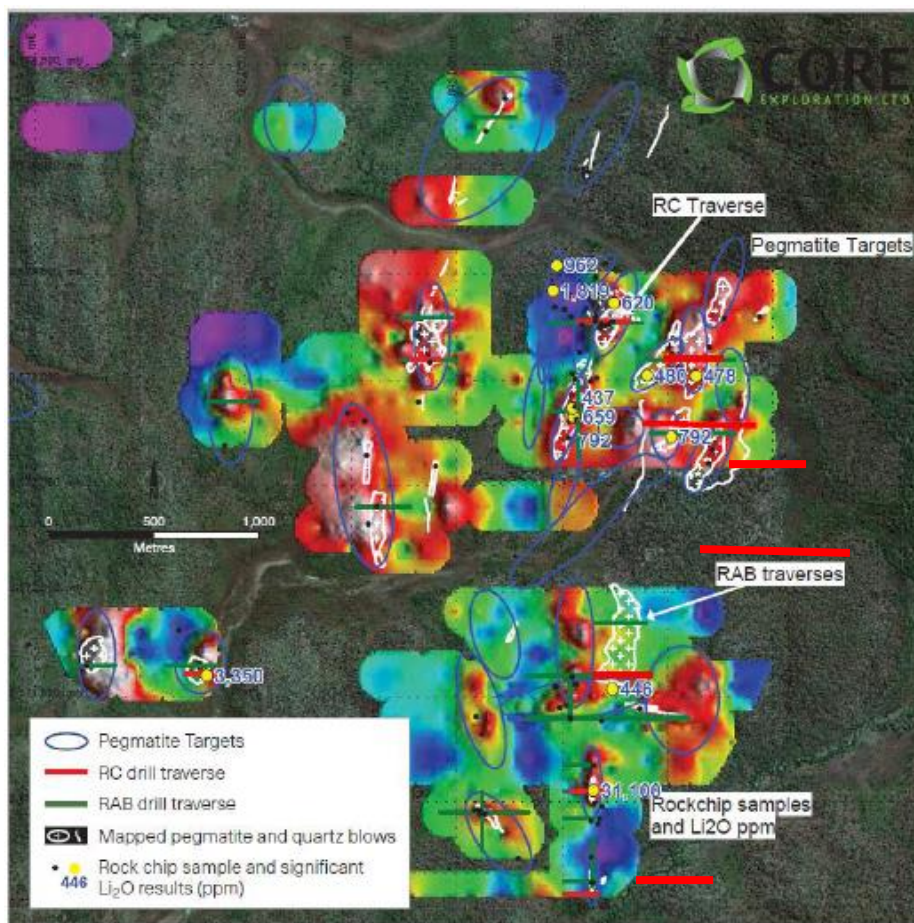 CORE
EXPLORATION LTD
RC Traverse
Pegmatite Targets
962
1,819
620
480
478
437
659
792
792
0 500 1,000
Metres
RAB traverses
3,350
446
31,100
Rockchip samples
and Li2O ppm
Pegmatite Targets
RC drill traverse
RAB drill traverse
Mapped pegmatite and quartz blows
Rock chip sample and significant
446 Li₂O results (ppm)